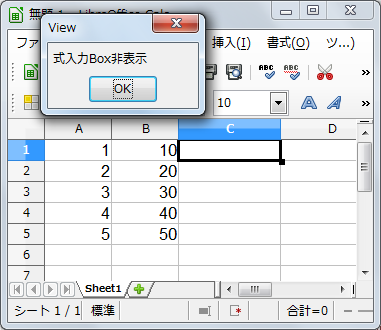 View
式入力Box非表示
OK
無題 1 - LibreOffice Calc
挿入(I) 書式(O) ツ...)
ABC ABC
10 A A
A B C D
1 1 10
2 2 20
3 3 30
4 4 40
5 5 50
6
7
Sheet1
シート 1 / 1 標準 合計=0